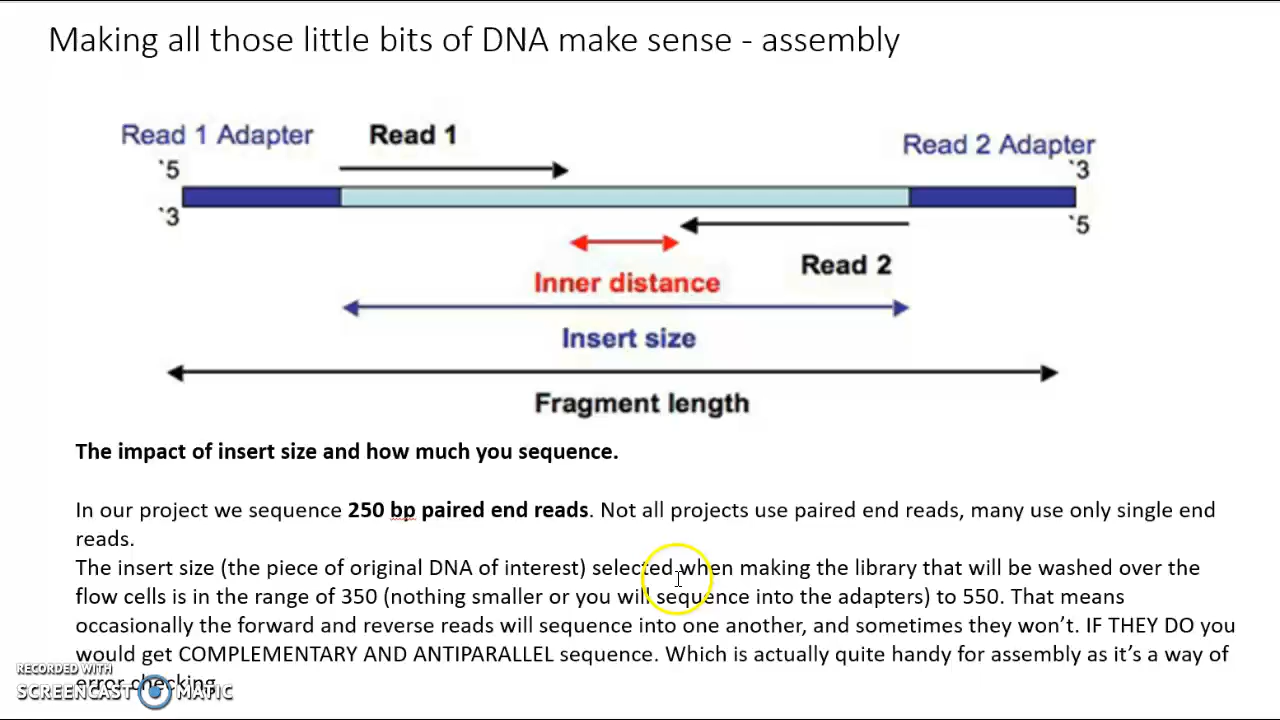 Making all those little bits of DNA make sense - assembly
Read 1 Adapter
Read 1
Read 2 Adapter
`5
`3
`3
`5
Read 2
Inner distance
Insert size
Fragment length
The impact of insert size and how much you sequence.
In our project we sequence 250 bp paired end reads. Not all projects use paired end reads, many use only single end
reads.
The insert size (the piece of original DNA of interest) selected when making the library that will be washed over the
flow cells is in the range of 350 (nothing smaller or you will sequence into the adapters) to 550. That means
occasionally the forward and reverse reads will sequence into one another, and sometimes they won’t. IF THEY DO you
would get COMPLEMENTARY AND ANTIPARALLEL sequence. Which is actually quite handy for assembly as it’s a way of
error checking.
RECORDED WITH
SCREENCAST MATIC